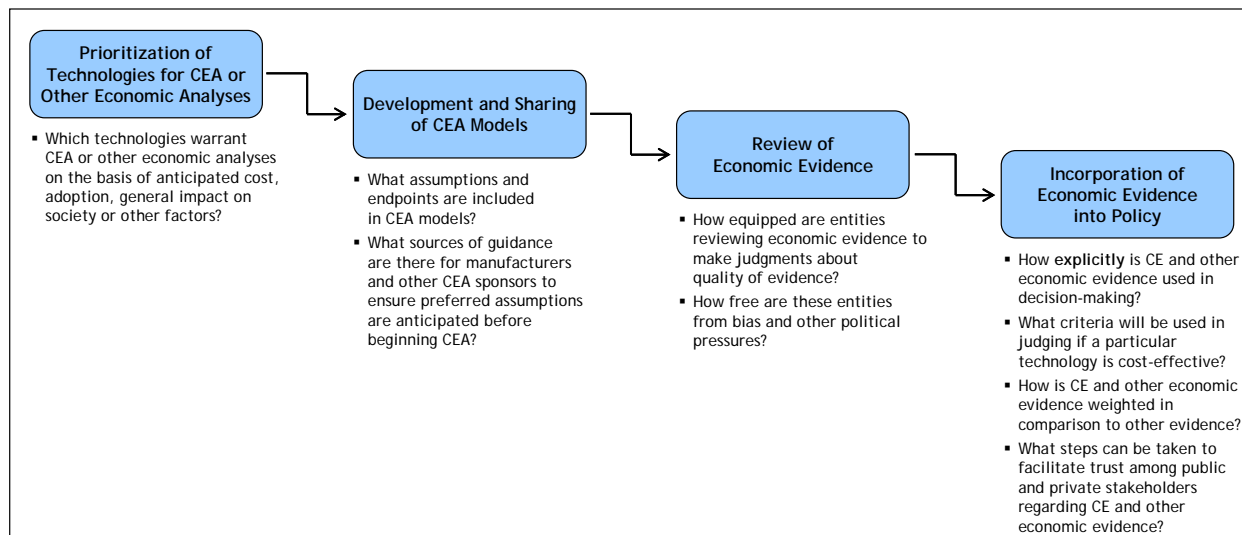 Prioritization of
Technologies for CEA or
Other Economic Analyses
▪ Which technologies warrant
CEA or other economic analyses
on the basis of anticipated cost,
adoption, general impact on
society or other factors?
Development and Sharing
of CEA Models
▪ What assumptions and
endpoints are included
in CEA models?
▪ What sources of guidance
are there for manufacturers
and other CEA sponsors to
ensure preferred assumptions
are anticipated before
beginning CEA?
Review of
Economic Evidence
▪ How equipped are entities
reviewing economic evidence to
make judgments about
quality of evidence?
▪ How free are these entities
from bias and other political
pressures?
Incorporation of
Economic Evidence
into Policy
▪ How explicitly is CE and other
economic evidence used in
decision-making?
▪ What criteria will be used in
judging if a particular
technology is cost-effective?
▪ How is CE and other economic
evidence weighted in
comparison to other evidence?
▪ What steps can be taken to
facilitate trust among public
and private stakeholders
regarding CE and other
economic evidence?